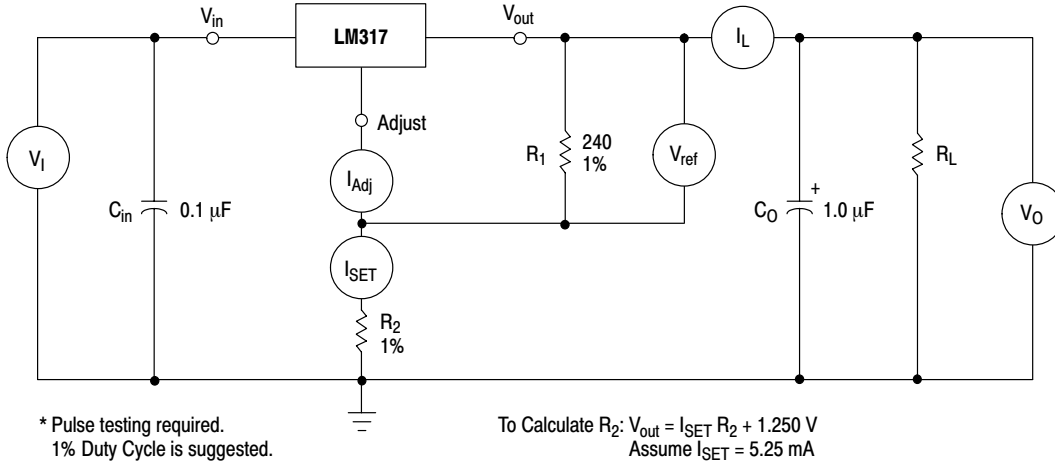 V_in
LM317
V_out
I_L
Adjust
V_I
C_in
0.1 μF
I_Adj
R_1
240
1%
V_ref
C_O
+
1.0 μF
R_L
V_O
I_SET
R_2
1%
* Pulse testing required.
1% Duty Cycle is suggested.
To Calculate R_2: V_out = I_SET R_2 + 1.250 V
Assume I_SET = 5.25 mA